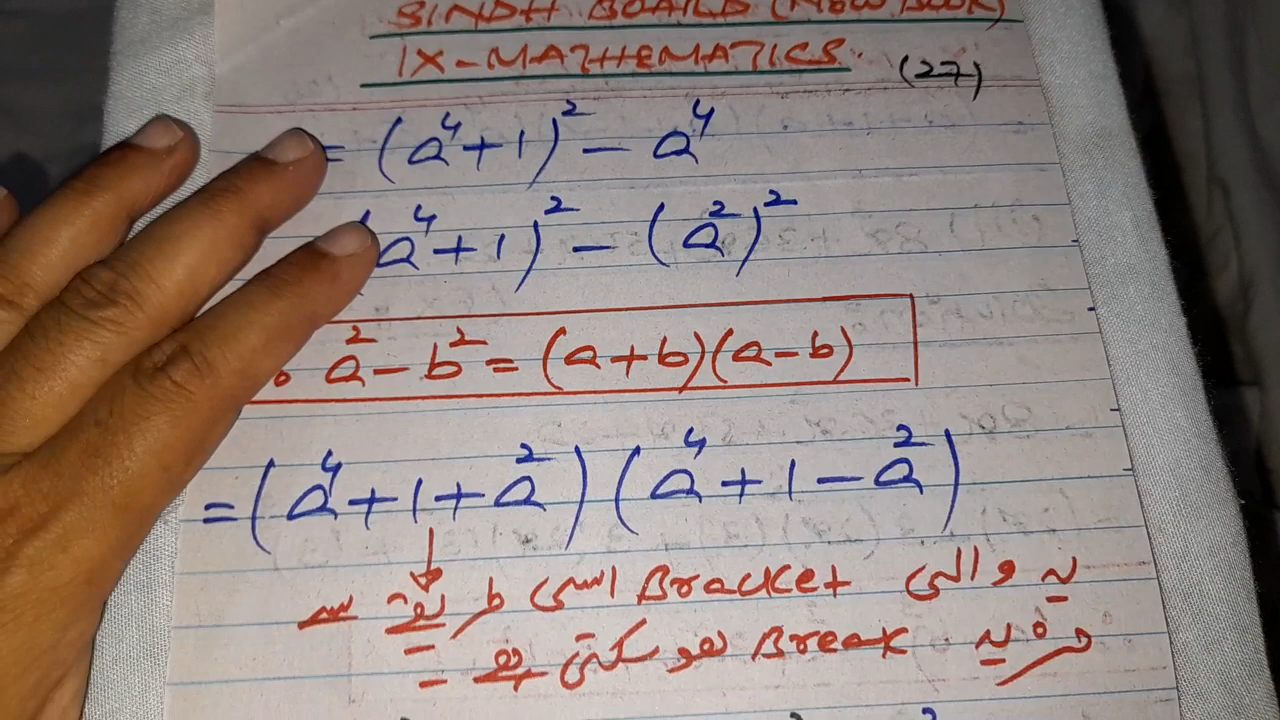 SINDH BOARD (NEW BOOK)
IX-MATHEMATICS.
(27)
= (a⁴+1)² - a⁴
(a⁴+1)² - (a²)²
a² - b² = (a+b)(a-b)
= (a⁴+1+a²) (a⁴+1-a²)
یہ والی Bracket اسی طریقے سے
مزید Break ہو سکتی ہے